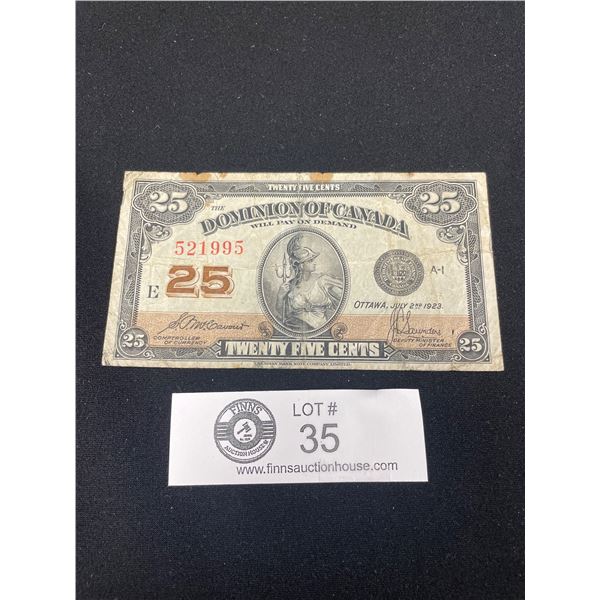 TWENTY FIVE CENTS
25 25
THE
DOMINION OF CANADA
WILL PAY ON DEMAND
521995
A-1
E 25
OTTAWA, JULY 2ND 1923.
COMPTROLLER
OF CURRENCY
J.C. Saunders
DEPUTY MINISTER
OF FINANCE
25 TWENTY FIVE CENTS 25
CANADIAN BANK NOTE COMPANY LIMITED.
FINNS
AUCTION HOUSE
LOT #
35
www.finnsauctionhouse.com